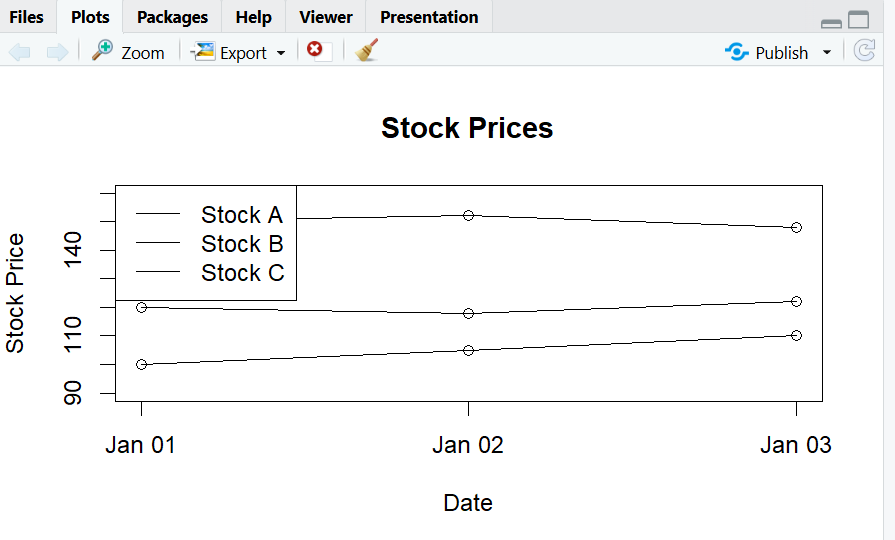 Files Plots Packages Help Viewer Presentation
Zoom Export Publish
Stock Prices
Stock A
Stock B
Stock C
Stock Price
140
110
90
Jan 01 Jan 02 Jan 03
Date